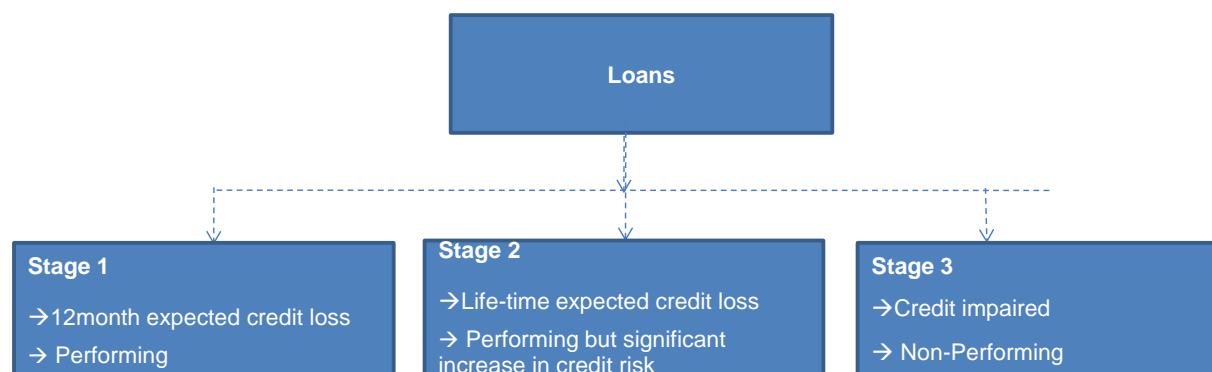 Loans
Stage 1
→12month expected credit loss
→ Performing
Stage 2
→Life-time expected credit loss
→ Performing but significant
increase in credit risk
Stage 3
→Credit impaired
→ Non-Performing